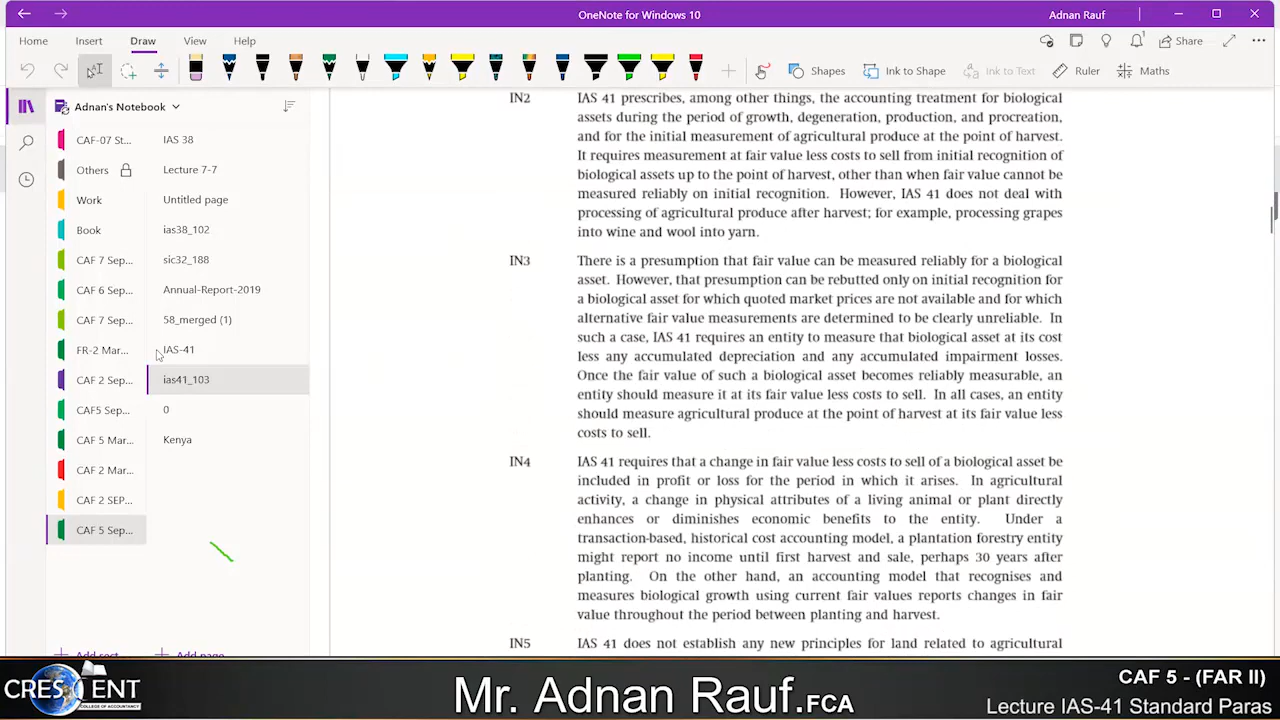 OneNote for Windows 10
Adnan Rauf
Home
Insert
Draw
View
Help
Share
Shapes
Ink to Shape
Ink to Text
Ruler
Maths
Adnan's Notebook
CAF-07 St...
Others
Work
Book
CAF 7 Sep...
CAF 6 Sep...
CAF 7 Sep...
FR-2 Mar...
CAF 2 Sep...
CAF5 Sep...
CAF 5 Mar...
CAF 2 Mar...
CAF 2 SEP...
CAF 5 Sep...
IAS 38
Lecture 7-7
Untitled page
ias38_102
sic32_188
Annual-Report-2019
58_merged (1)
IAS-41
ias41_103
0
Kenya
Add sect
Add page
IN2
IAS 41 prescribes, among other things, the accounting treatment for biological
assets during the period of growth, degeneration, production, and procreation,
and for the initial measurement of agricultural produce at the point of harvest.
It requires measurement at fair value less costs to sell from initial recognition of
biological assets up to the point of harvest, other than when fair value cannot be
measured reliably on initial recognition. However, IAS 41 does not deal with
processing of agricultural produce after harvest; for example, processing grapes
into wine and wool into yarn.
IN3
There is a presumption that fair value can be measured reliably for a biological
asset. However, that presumption can be rebutted only on initial recognition for
a biological asset for which quoted market prices are not available and for which
alternative fair value measurements are determined to be clearly unreliable. In
such a case, IAS 41 requires an entity to measure that biological asset at its cost
less any accumulated depreciation and any accumulated impairment losses.
Once the fair value of such a biological asset becomes reliably measurable, an
entity should measure it at its fair value less costs to sell. In all cases, an entity
should measure agricultural produce at the point of harvest at its fair value less
costs to sell.
IN4
IAS 41 requires that a change in fair value less costs to sell of a biological asset be
included in profit or loss for the period in which it arises. In agricultural
activity, a change in physical attributes of a living animal or plant directly
enhances or diminishes economic benefits to the entity. Under a
transaction-based, historical cost accounting model, a plantation forestry entity
might report no income until first harvest and sale, perhaps 30 years after
planting. On the other hand, an accounting model that recognises and
measures biological growth using current fair values reports changes in fair
value throughout the period between planting and harvest.
IN5
IAS 41 does not establish any new principles for land related to agricultural
CRESCENT
COLLEGE OF ACCOUNTANCY
Mr. Adnan Rauf.FCA
CAF 5 - (FAR II)
Lecture IAS-41 Standard Paras